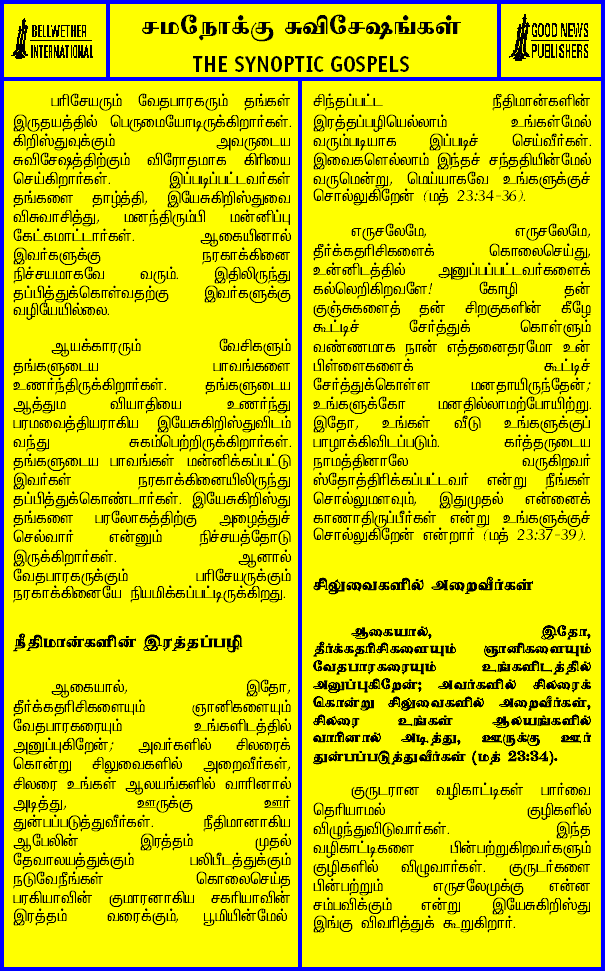 BELLWETHER
INTERNATIONAL
சமநோக்கு சுவிசேஷங்கள்
THE SYNOPTIC GOSPELS
GOOD NEWS
PUBLISHERS
பரிசேயரும் வேதபாரகரும் தங்கள்
இருதயத்தில் பெருமையோடிருக்கிறார்கள்.
கிறிஸ்துவுக்கும் அவருடைய
சுவிசேஷத்திற்கும் விரோதமாக கிரியை
செய்கிறார்கள். இப்படிப்பட்டவர்கள்
தங்களை தாழ்த்தி, இயேசுகிறிஸ்துவை
விசுவாசித்து, மனந்திரும்பி மன்னிப்பு
கேட்கமாட்டார்கள். ஆகையினால்
இவர்களுக்கு நரகாக்கினை
நிச்சயமாகவே வரும். இதிலிருந்து
தப்பித்துக்கொள்வதற்கு இவர்களுக்கு
வழியேயில்லை.
ஆயக்காரரும் வேசிகளும்
தங்களுடைய பாவங்களை
உணர்ந்திருக்கிறார்கள். தங்களுடைய
ஆத்தும வியாதியை உணர்ந்து
பரமவைத்தியராகிய இயேசுகிறிஸ்துவிடம்
வந்து சுகம்பெற்றிருக்கிறார்கள்.
தங்களுடைய பாவங்கள் மன்னிக்கப்பட்டு
இவர்கள் நரகாக்கினையிலிருந்து
தப்பித்துக்கொண்டார்கள். இயேசுகிறிஸ்து
தங்களை பரலோகத்திற்கு அழைத்துச்
செல்வார் என்னும் நிச்சயத்தோடு
இருக்கிறார்கள். ஆனால்
வேதபாரகருக்கும் பரிசேயருக்கும்
நரகாக்கினையே நியமிக்கப்பட்டிருக்கிறது.
நீதிமான்களின் இரத்தப்பழி
ஆகையால், இதோ,
தீர்க்கதரிசிகளையும் ஞானிகளையும்
வேதபாரகரையும் உங்களிடத்தில்
அனுப்புகிறேன்; அவர்களில் சிலரைக்
கொன்று சிலுவைகளில் அறைவீர்கள்,
சிலரை உங்கள் ஆலயங்களில் வாரினால்
அடித்து, ஊருக்கு ஊர்
துன்பப்படுத்துவீர்கள். நீதிமானாகிய
ஆபேலின் இரத்தம் முதல்
தேவாலயத்துக்கும் பலிபீடத்துக்கும்
நடுவேநீங்கள் கொலைசெய்த
பரகியாவின் குமாரனாகிய சகரியாவின்
இரத்தம் வரைக்கும், பூமியின்மேல்
சிந்தப்பட்ட நீதிமான்களின்
இரத்தப்பழியெல்லாம் உங்கள்மேல்
வரும்படியாக இப்படிச் செய்வீர்கள்.
இவைகளெல்லாம் இந்தச் சந்ததியின்மேல்
வருமென்று, மெய்யாகவே உங்களுக்குச்
சொல்லுகிறேன் (மத் 23:34-36).
எருசலேமே, எருசலேமே,
தீர்க்கதரிசிகளைக் கொலைசெய்து,
உன்னிடத்தில் அனுப்பப்பட்டவர்களைக்
கல்லெறிகிறவளே! கோழி தன்
குஞ்சுகளைத் தன் சிறகுகளின் கீழே
கூட்டிச் சேர்த்துக் கொள்ளும்
வண்ணமாக நான் எத்தனைதரமோ உன்
பிள்ளைகளைக் கூட்டிச்
சேர்த்துக்கொள்ள மனதாயிருந்தேன்;
உங்களுக்கோ மனதில்லாமற்போயிற்று.
இதோ, உங்கள் வீடு உங்களுக்குப்
பாழாக்கிவிடப்படும். கர்த்தருடைய
நாமத்தினாலே வருகிறவர்
ஸ்தோத்திரிக்கப்பட்டவர் என்று நீங்கள்
சொல்லுமளவும், இதுமுதல் என்னைக்
காணாதிருப்பீர்கள் என்று உங்களுக்குச்
சொல்லுகிறேன் என்றார் (மத் 23:37-39).
சிலுவைகளில் அறைவீர்கள்
ஆகையால், இதோ,
தீர்க்கதரிசிகளையும் ஞானிகளையும்
வேதபாரகரையும் உங்களிடத்தில்
அனுப்புகிறேன்; அவர்களில் சிலரைக்
கொன்று சிலுவைகளில் அறைவீர்கள்,
சிலரை உங்கள் ஆலயங்களில்
வாரினால் அடித்து, ஊருக்கு ஊர்
துன்பப்படுத்துவீர்கள் (மத் 23:34).
குருடரான வழிகாட்டிகள் பார்வை
தெரியாமல் குழிகளில்
விழுந்துவிடுவார்கள். இந்த
வழிகாட்டிகளை பின்பற்றுகிறவர்களும்
குழிகளில் விழுவார்கள். குருடர்களை
பின்பற்றும் எருசலேமுக்கு என்ன
சம்பவிக்கும் என்று இயேசுகிறிஸ்து
இங்கு விவரித்துக் கூறுகிறார்.